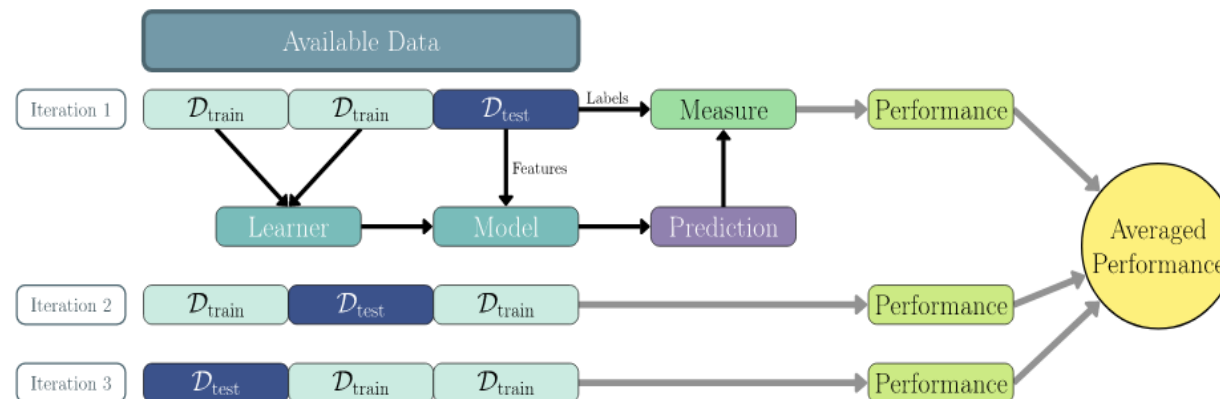 Available Data
Iteration 1
𝒟train
𝒟train
𝒟test
Labels
Measure
Performance
Features
Learner
Model
Prediction
Averaged
Performance
Iteration 2
𝒟train
𝒟test
𝒟train
Performance
Iteration 3
𝒟test
𝒟train
𝒟train
Performance